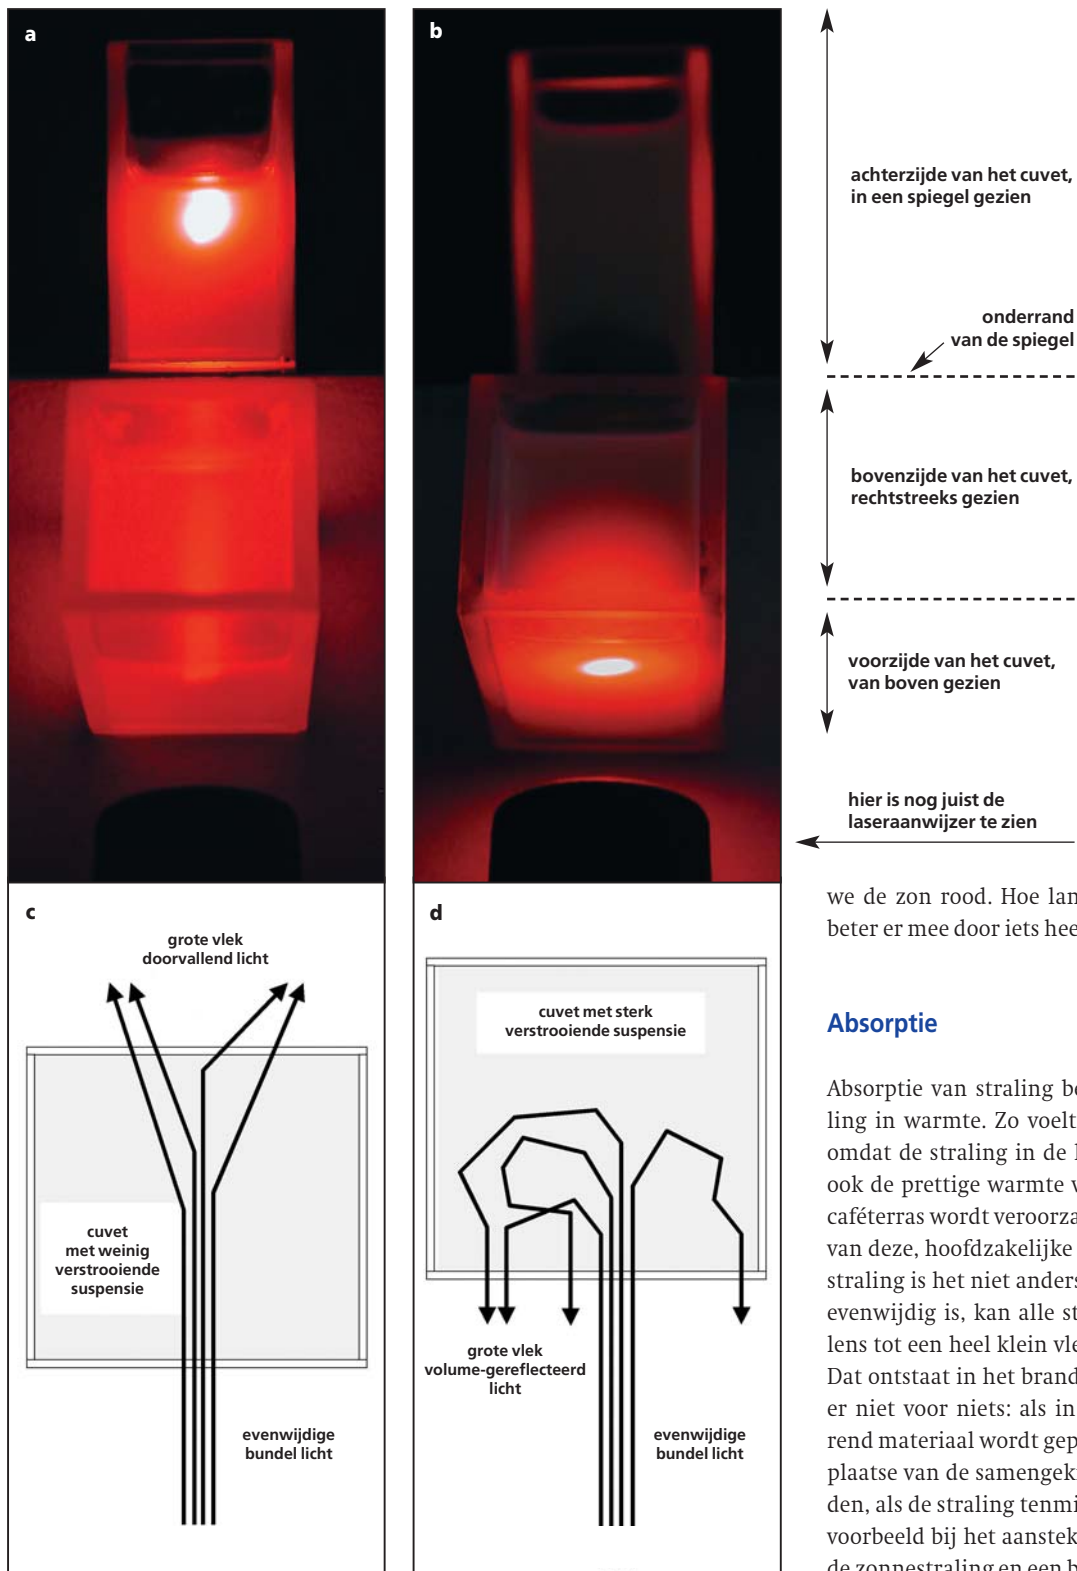 a
b
achterzijde van het cuvet,
in een spiegel gezien
onderrand
van de spiegel
bovenzijde van het cuvet,
rechtstreeks gezien
voorzijde van het cuvet,
van boven gezien
hier is nog juist de
laseraanwijzer te zien
c
grote vlek
doorvallend licht
cuvet
met weinig
verstrooiende
suspensie
evenwijdige
bundel licht
d
cuvet met sterk
verstrooiende suspensie
grote vlek
volume-gereflecteerd
licht
evenwijdige
bundel licht
we de zon rood. Hoe lan
beter er mee door iets hee
Absorptie
Absorptie van straling be
ling in warmte. Zo voelt
omdat de straling in de l
ook de prettige warmte v
caféterras wordt veroorza
van deze, hoofdzakelijke
straling is het niet anders
evenwijdig is, kan alle st
lens tot een heel klein vle
Dat ontstaat in het brand
er niet voor niets: als in
rend materiaal wordt gep
plaatse van de samengek
den, als de straling tenmi
voorbeeld bij het aanstek
de zonnestraling en een b